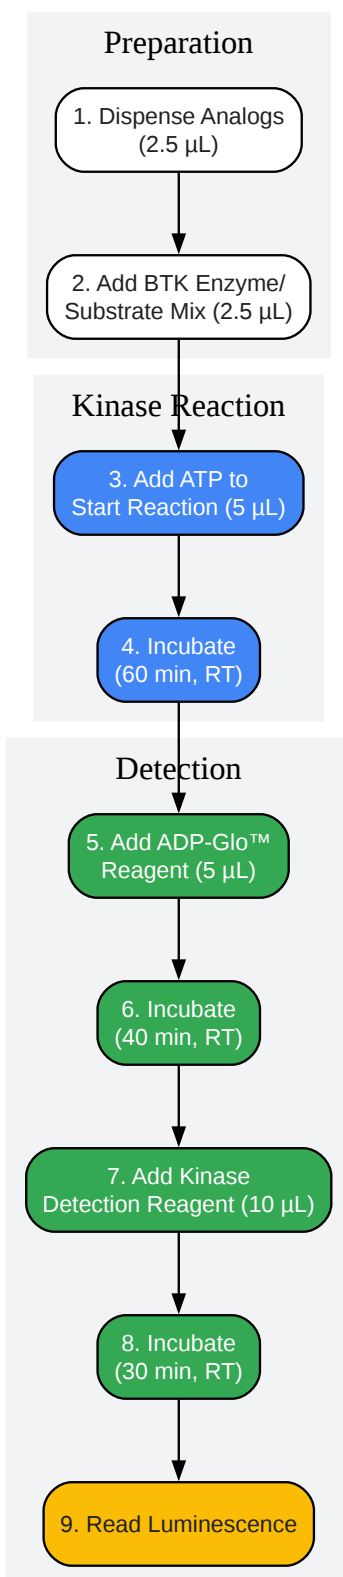 Preparation
1. Dispense Analogs
(2.5 µL)
2. Add BTK Enzyme/
Substrate Mix (2.5 µL)
Kinase Reaction
3. Add ATP to
Start Reaction (5 µL)
4. Incubate
(60 min, RT)
Detection
5. Add ADP-Glo™
Reagent (5 µL)
6. Incubate
(40 min, RT)
7. Add Kinase
Detection Reagent (10 µL)
8. Incubate
(30 min, RT)
9. Read Luminescence